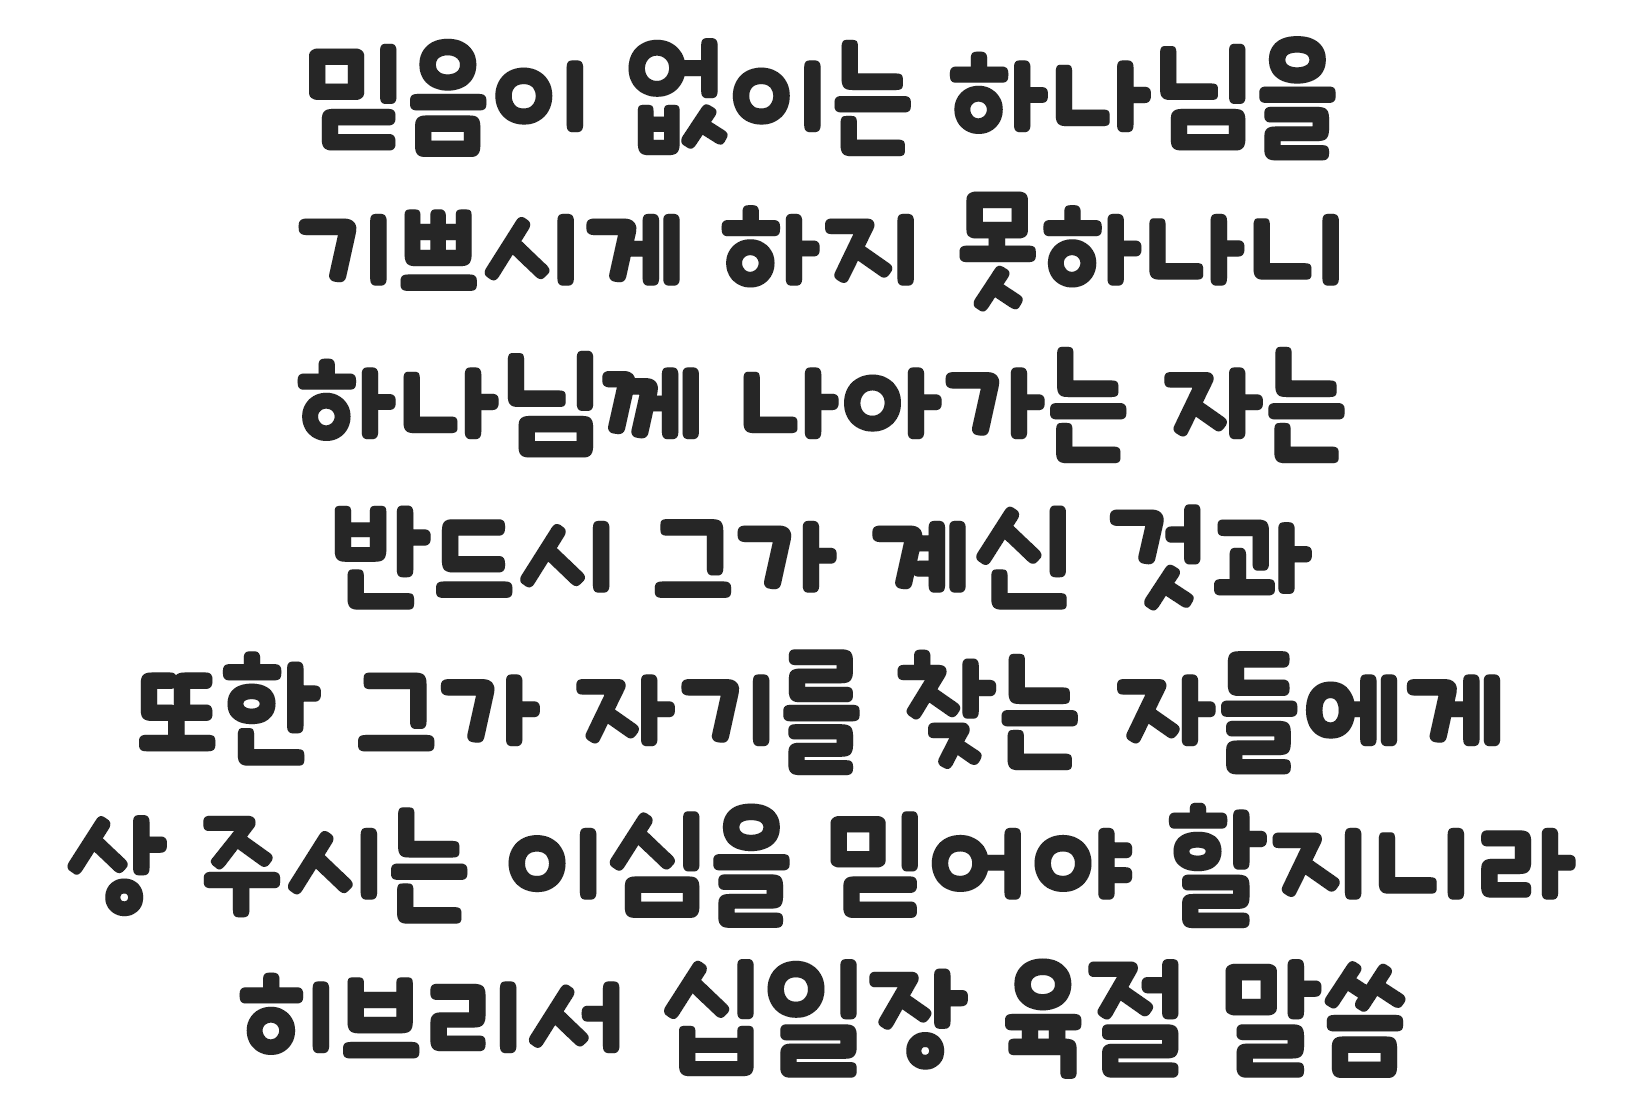 믿음이 없이는 하나님을
기쁘시게 하지 못하나니
하나님께 나아가는 자는
반드시 그가 계신 것과
또한 그가 자기를 찾는 자들에게
상 주시는 이심을 믿어야 할지니라
히브리서 십일장 육절 말씀